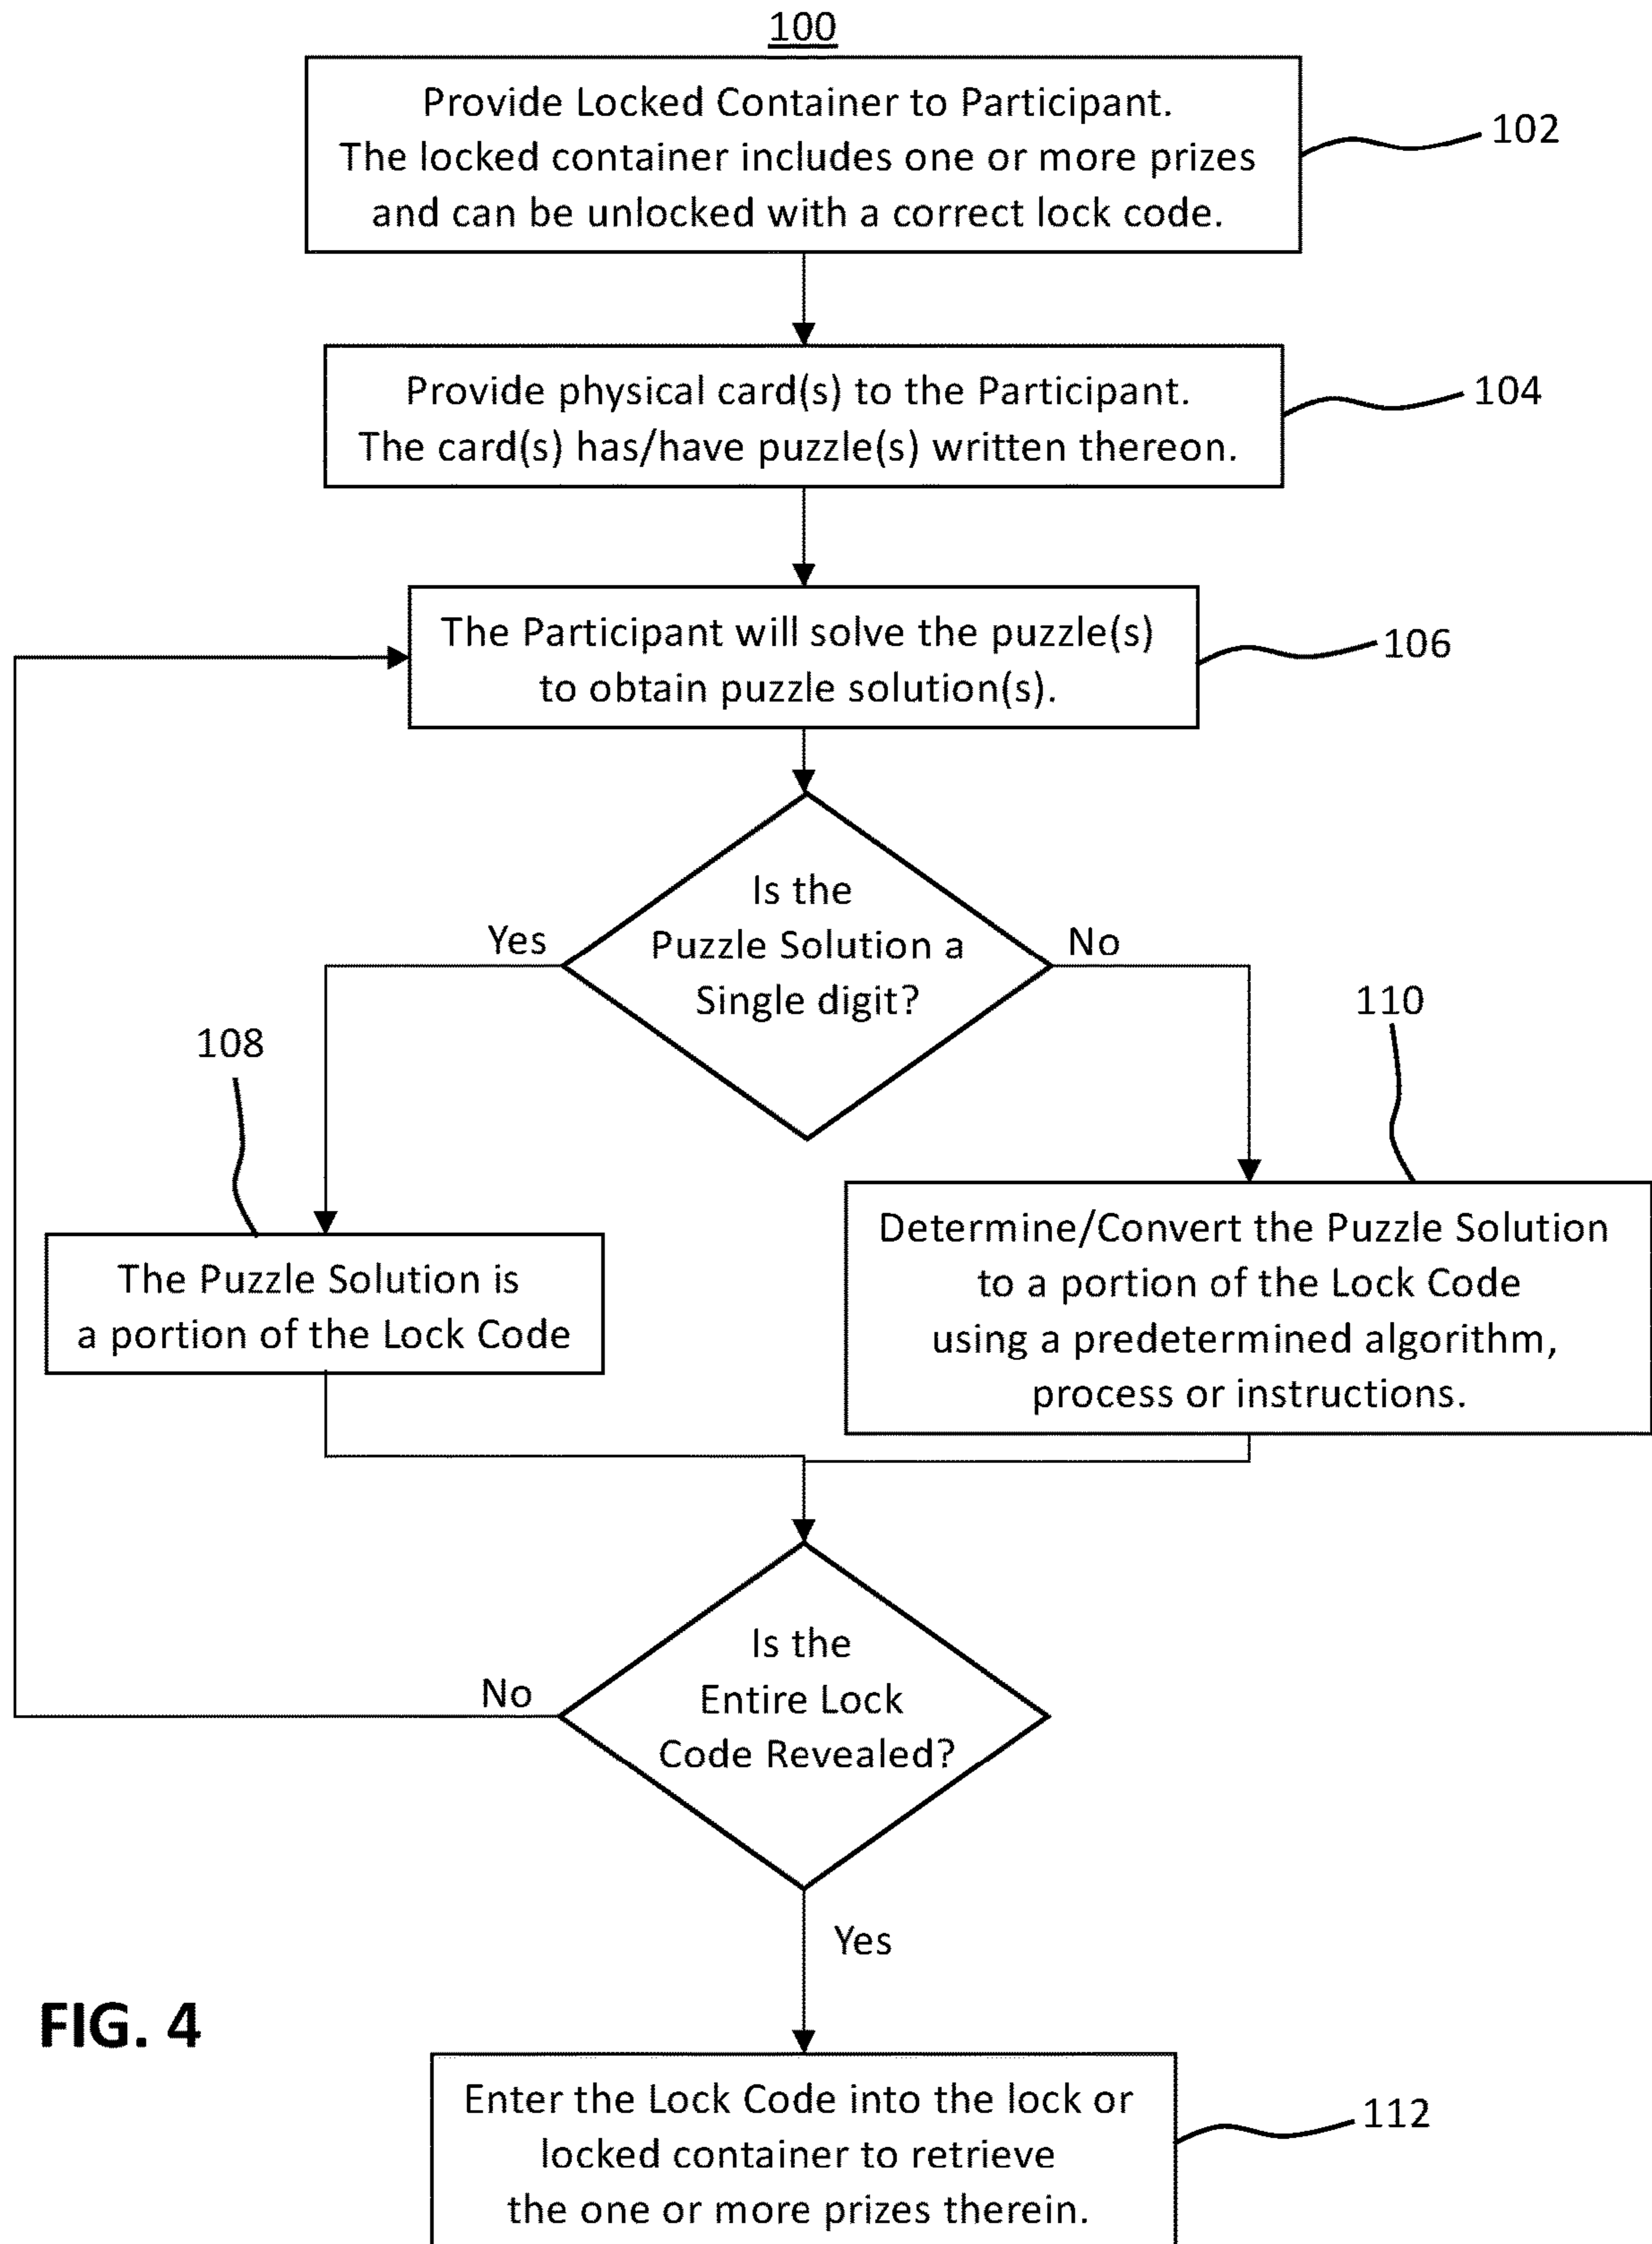 100
Provide Locked Container to Participant.
The locked container includes one or more prizes
and can be unlocked with a correct lock code.
102
Provide physical card(s) to the Participant.
The card(s) has/have puzzle(s) written thereon.
104
The Participant will solve the puzzle(s)
to obtain puzzle solution(s).
106
Is the
Puzzle Solution a
Single digit?
Yes
No
108
110
The Puzzle Solution is
a portion of the Lock Code
Determine/Convert the Puzzle Solution
to a portion of the Lock Code
using a predetermined algorithm,
process or instructions.
Is the
Entire Lock
Code Revealed?
No
Yes
FIG. 4
Enter the Lock Code into the lock or
locked container to retrieve
the one or more prizes therein.
112